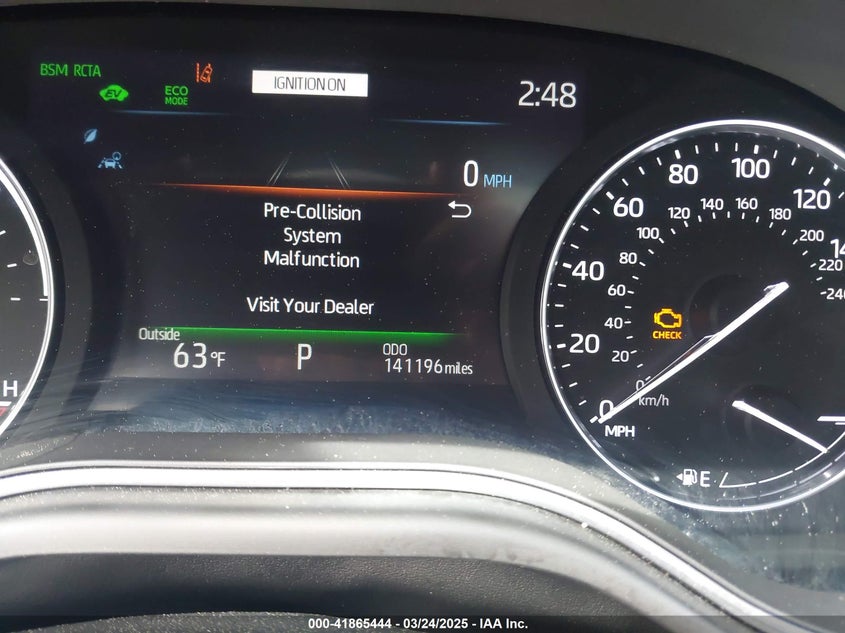 BSM RCTA
EV
ECO
MODE
IGNITION ON
2:48
0 MPH
Pre-Collision
System
Malfunction
Visit Your Dealer
Outside
63°F
P
ODO
141196 miles
H
0
20
40
60
80
100
120
14
0
20
40
60
80
100
120
140
160
180
200
220
240
km/h
MPH
CHECK
E
000-41865444 - 03/24/2025 - IAA Inc.